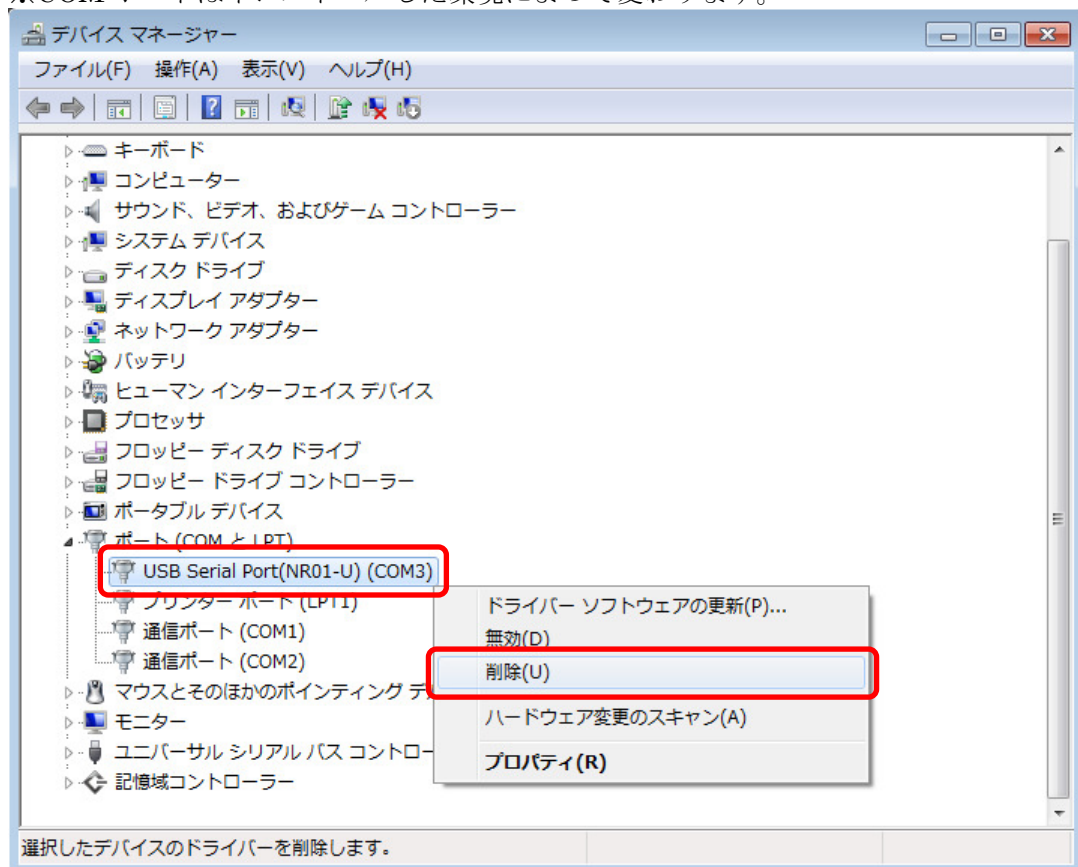 デバイス マネージャー
ファイル(F) 操作(A) 表示(V) ヘルプ(H)
キーボード
コンピューター
サウンド、ビデオ、およびゲーム コントローラー
システム デバイス
ディスク ドライブ
ディスプレイ アダプター
ネットワーク アダプター
バッテリ
ヒューマン インターフェイス デバイス
プロセッサ
フロッピー ディスク ドライブ
フロッピー ドライブ コントローラー
ポータブル デバイス
ポート (COM と LPT)
USB Serial Port(NR01-U) (COM3)
プリンター ポート (LPT1)
通信ポート (COM1)
通信ポート (COM2)
マウスとそのほかのポインティング デ
モニター
ユニバーサル シリアル バス コントロー
記憶域コントローラー
ドライバー ソフトウェアの更新(P)...
無効(D)
削除(U)
ハードウェア変更のスキャン(A)
プロパティ(R)
選択したデバイスのドライバーを削除します。